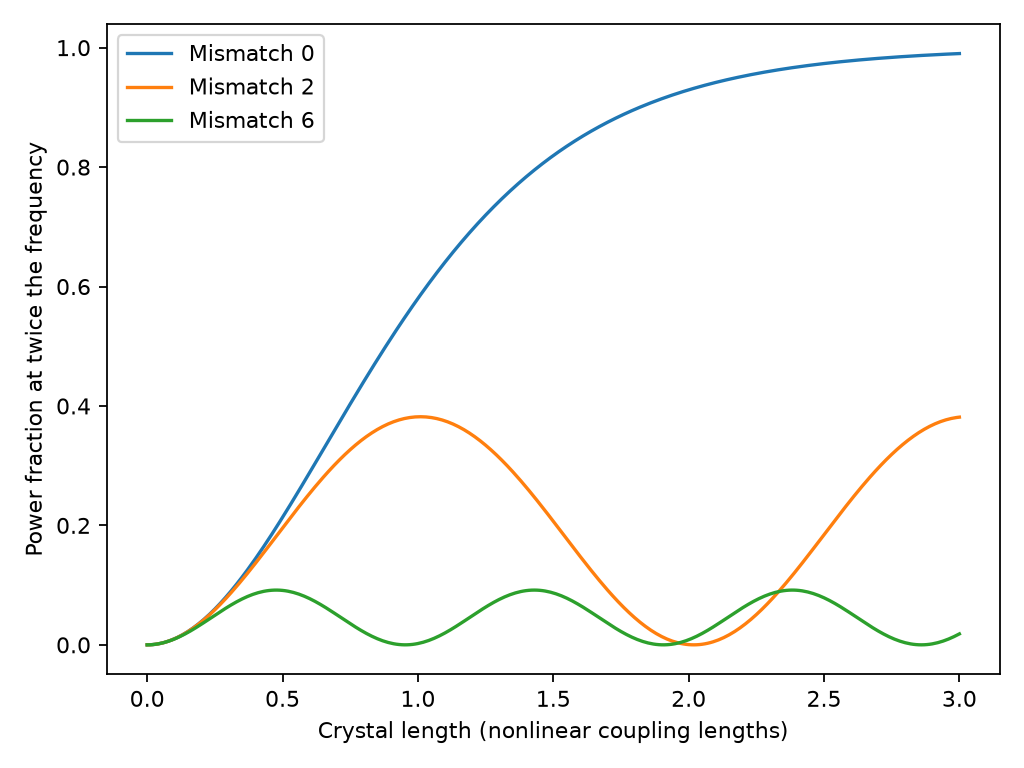 Mismatch 0
Mismatch 2
Mismatch 6
Power fraction at twice the frequency
1.0
0.8
0.6
0.4
0.2
0.0
0.0 0.5 1.0 1.5 2.0 2.5 3.0
Crystal length (nonlinear coupling lengths)